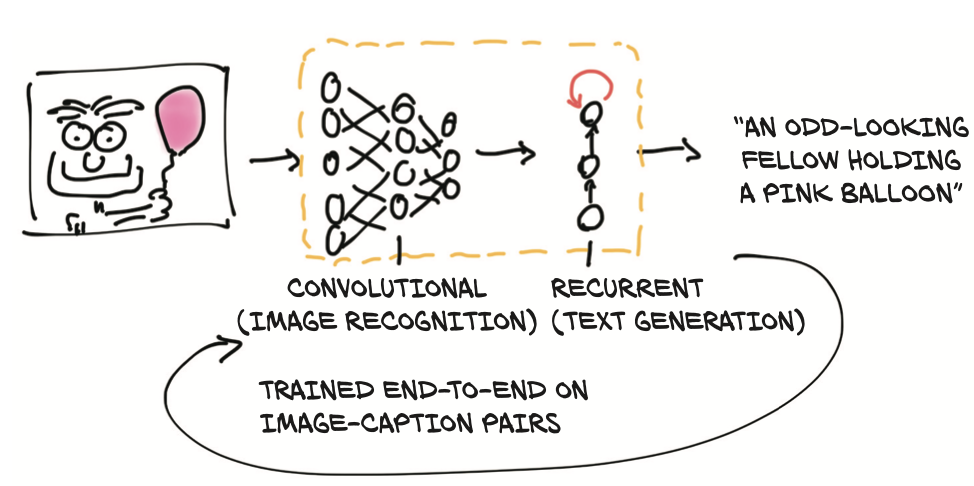 "AN ODD-LOOKING
FELLOW HOLDING
A PINK BALLOON"
CONVOLUTIONAL
(IMAGE RECOGNITION)
RECURRENT
(TEXT GENERATION)
TRAINED END-TO-END ON
IMAGE-CAPTION PAIRS